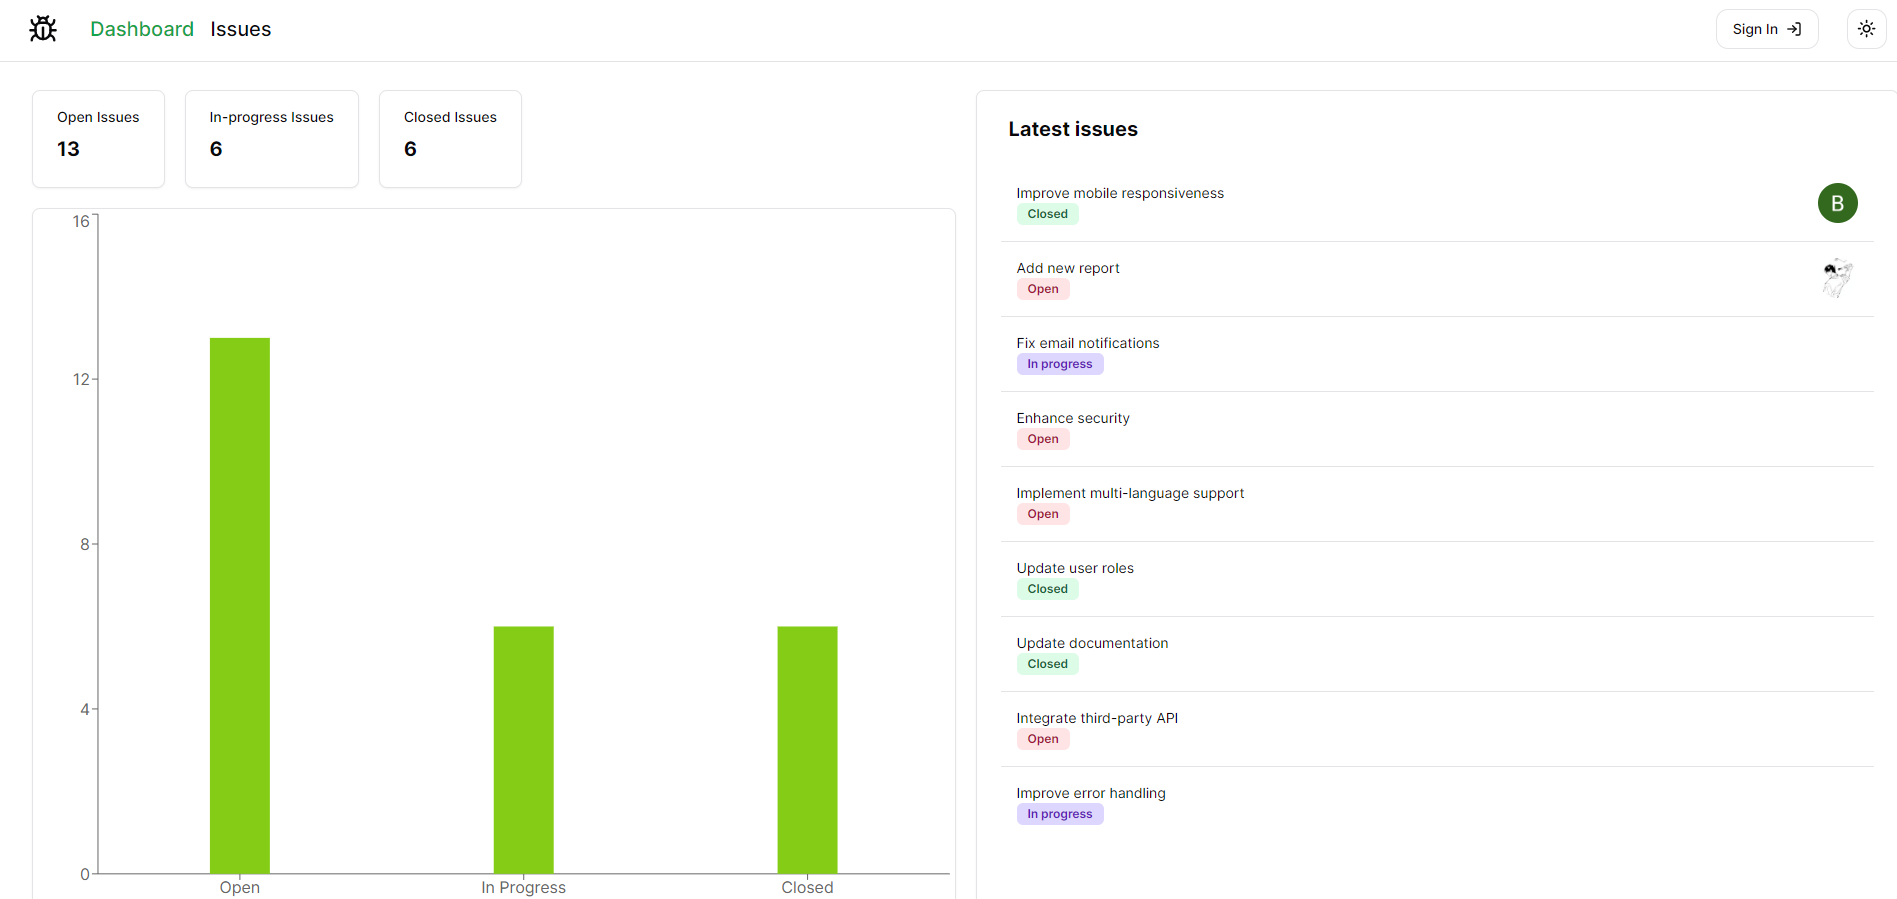 Dashboard Issues
Sign In
Open Issues
13
In-progress Issues
6
Closed Issues
6
16
12
8
4
0
Open
In Progress
Closed
Latest issues
Improve mobile responsiveness
Closed
B
Add new report
Open
Fix email notifications
In progress
Enhance security
Open
Implement multi-language support
Open
Update user roles
Closed
Update documentation
Closed
Integrate third-party API
Open
Improve error handling
In progress